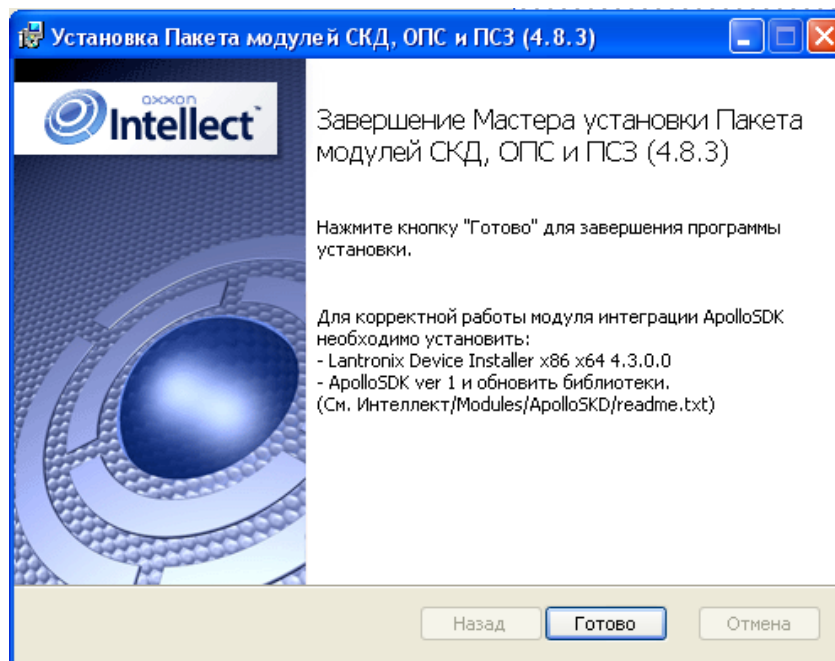 Установка Пакета модулей СКД, ОПС и ПСЗ (4.8.3)
axxon
Intellect
Завершение Мастера установки Пакета
модулей СКД, ОПС и ПСЗ (4.8.3)
Нажмите кнопку "Готово" для завершения программы
установки.
Для корректной работы модуля интеграции ApolloSDK
необходимо установить:
- Lantronix Device Installer x86 x64 4.3.0.0
- ApolloSDK ver 1 и обновить библиотеки.
(См. Интеллект/Modules/ApolloSKD/readme.txt)
Назад
Готово
Отмена